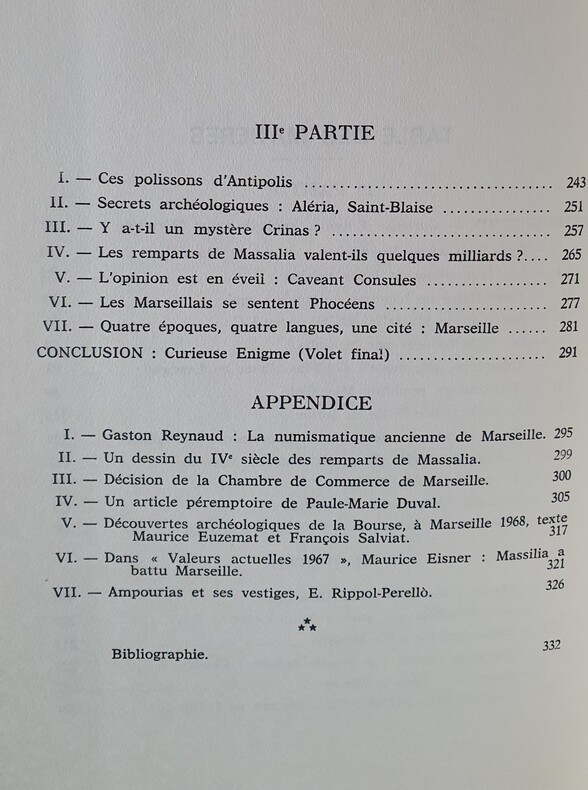 IIIe PARTIE
I. — Ces polissons d'Antipolis .................................. 243
II. — Secrets archéologiques : Aléria, Saint-Blaise ................ 251
III. — Y a-t-il un mystère Crinas ? ................................ 257
IV. — Les remparts de Massalia valent-ils quelques milliards ?.... 265
V. — L'opinion est en éveil : Caveant Consules .................. 271
VI. — Les Marseillais se sentent Phocéens ....................... 277
VII. — Quatre époques, quatre langues, une cité : Marseille ...... 281
CONCLUSION : Curieuse Enigme (Volet final) ...................... 291
APPENDICE
I. — Gaston Reynaud : La numismatique ancienne de Marseille. 295
II. — Un dessin du IVe siècle des remparts de Massalia. 299
III. — Décision de la Chambre de Commerce de Marseille. 300
IV. — Un article péremptoire de Paule-Marie Duval. 305
V. — Découvertes archéologiques de la Bourse, à Marseille 1968, texte
Maurice Euzemat et François Salviat. 317
VI. — Dans « Valeurs actuelles 1967 », Maurice Eisner : Massilia a
battu Marseille. 321
VII. — Ampourias et ses vestiges, E. Rippol-Perellò. 326
Bibliographie. 332